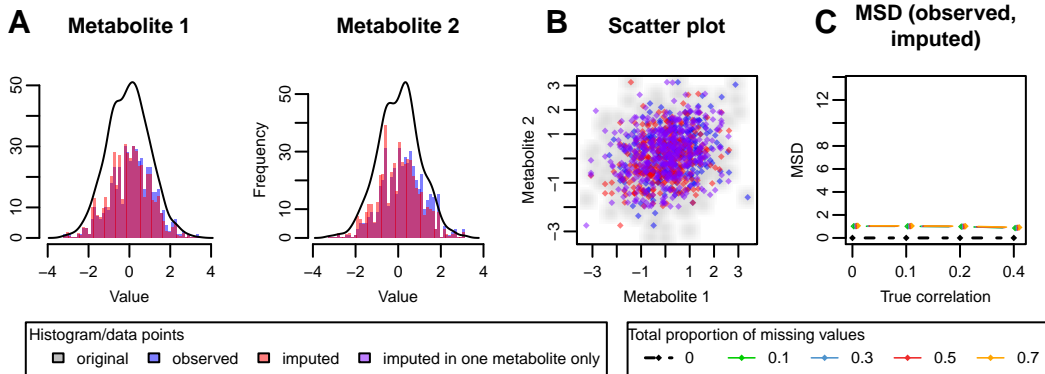 A Metabolite 1 Metabolite 2 B Scatter plot C MSD (observed, imputed)
0 10 30 50
−4 −2 0 2 4
Value
Frequency
0 10 30 50
−4 −2 0 2 4
Value
Metabolite 2
−3 −1 1 2 3
−3 −1 0 1 2 3
Metabolite 1
MSD
0 2 4 8 12
0 0.1 0.2 0.4
True correlation
Histogram/data points
original observed imputed imputed in one metabolite only
Total proportion of missing values
0 0.1 0.3 0.5 0.7